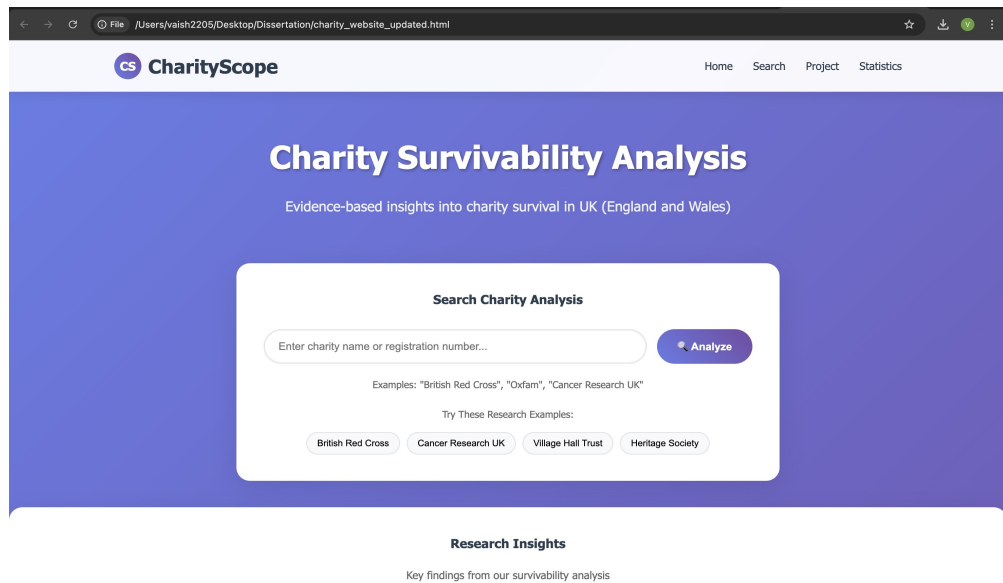 File /Users/vaish2205/Desktop/Dissertation/charity_website_updated.html
V
CS CharityScope
Home Search Project Statistics
Charity Survivability Analysis
Evidence-based insights into charity survival in UK (England and Wales)
Search Charity Analysis
Enter charity name or registration number...
Analyze
Examples: "British Red Cross", "Oxfam", "Cancer Research UK"
Try These Research Examples:
British Red Cross Cancer Research UK Village Hall Trust Heritage Society
Research Insights
Key findings from our survivability analysis